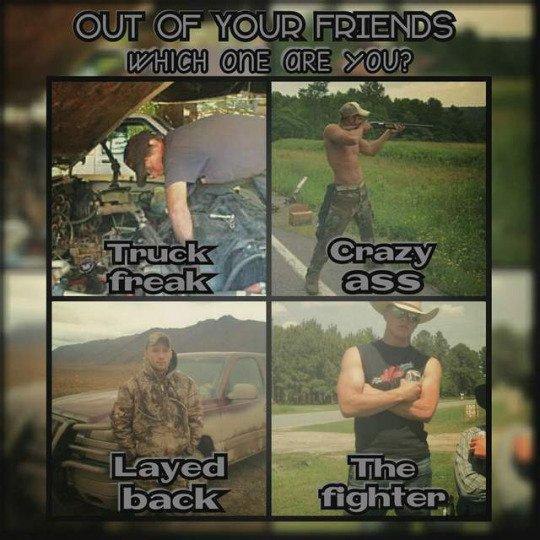 OUT OF YOUR FRIENDS
WHICH ONE ARE YOU?
Truck
freak
Crazy
ass
Layed
back
The
fighter